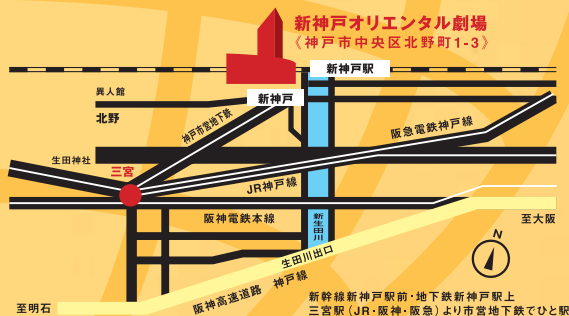 新神戸オリエンタル劇場
《神戸市中央区北野町1-3》
新神戸駅
異人館
新神戸
北野
神戸市営地下鉄
阪急電鉄神戸線
生田神社
三宮
JR神戸線
阪神電鉄本線
新生田川
至大阪
N
生田川出口
阪神高速道路 神戸線
至明石
新幹線新神戸駅前・地下鉄新神戸駅上
三宮駅(JR・阪神・阪急)より市営地下鉄でひと駅